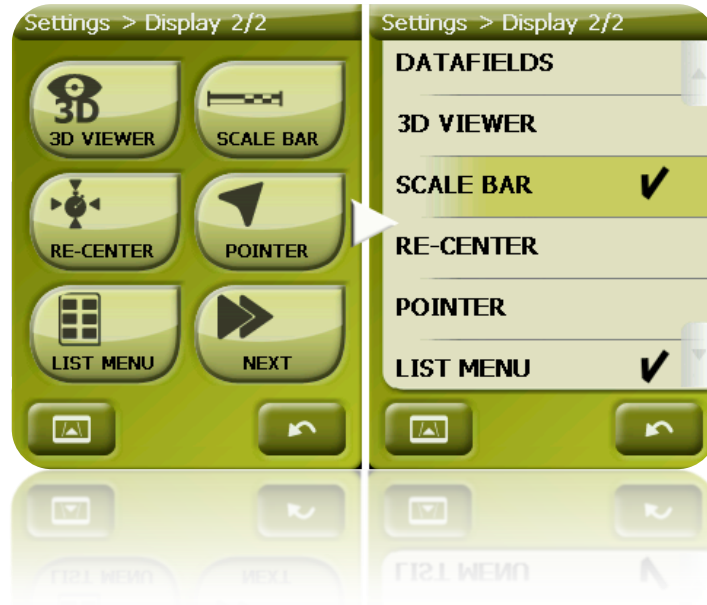 Settings > Display 2/2
3D
3D VIEWER
SCALE BAR
RE-CENTER
POINTER
LIST MENU
NEXT
Settings > Display 2/2
DATAFIELDS
3D VIEWER
SCALE BAR
RE-CENTER
POINTER
LIST MENU